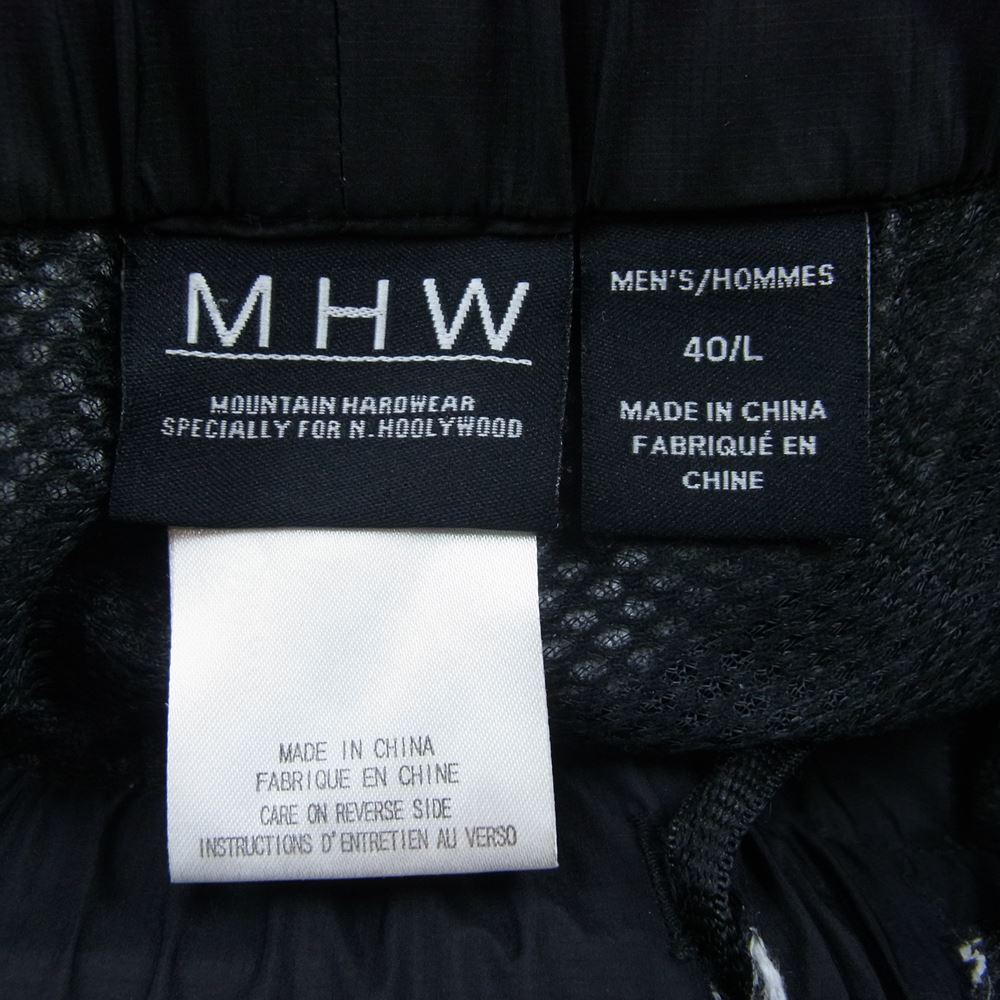 MHW
MOUNTAIN HARDWEAR
SPECIALLY FOR N.HOOLYWOOD
MEN'S/HOMMES
40/L
MADE IN CHINA
FABRIQUÉ EN
CHINE
MADE IN CHINA
FABRIQUE EN CHINE
CARE ON REVERSE SIDE
INSTRUCTIONS D'ENTRETIEN AU VERSO